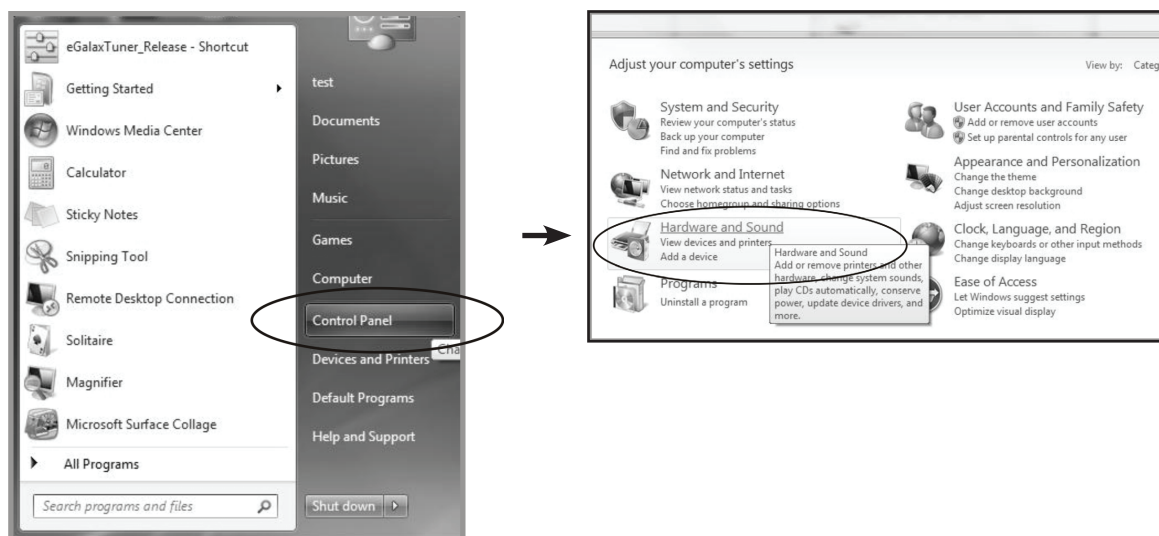 eGalaxTuner_Release - Shortcut
Getting Started
Windows Media Center
Calculator
Sticky Notes
Snipping Tool
Remote Desktop Connection
Solitaire
Magnifier
Microsoft Surface Collage
All Programs
Search programs and files
test
Documents
Pictures
Music
Games
Computer
Control Panel
Devices and Printers
Default Programs
Help and Support
Shut down
Adjust your computer's settings
View by: Categ
System and Security
Review your computer's status
Back up your computer
Find and fix problems
Network and Internet
View network status and tasks
Choose homegroup and sharing options
Hardware and Sound
View devices and printers
Add a device
Hardware and Sound
Add or remove printers and other
hardware, change system sounds,
play CDs automatically, conserve
power, update device drivers, and
more.
Programs
Uninstall a program
User Accounts and Family Safety
Add or remove user accounts
Set up parental controls for any user
Appearance and Personalization
Change the theme
Change desktop background
Adjust screen resolution
Clock, Language, and Region
Change keyboards or other input methods
Change display language
Ease of Access
Let Windows suggest settings
Optimize visual display